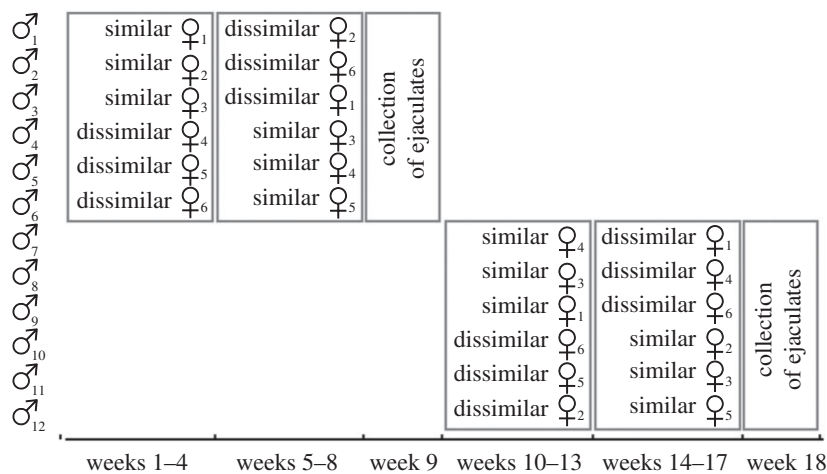 ♂1 similar ♀1 dissimilar ♀2
♂2 similar ♀2 dissimilar ♀6
♂3 similar ♀3 dissimilar ♀1
♂4 dissimilar ♀4 similar ♀3
♂5 dissimilar ♀5 similar ♀4
♂6 dissimilar ♀6 similar ♀5
collection
of ejaculates
♂7 similar ♀4 dissimilar ♀1
♂8 similar ♀3 dissimilar ♀4
♂9 similar ♀1 dissimilar ♀6
♂10 dissimilar ♀6 similar ♀2
♂11 dissimilar ♀5 similar ♀3
♂12 dissimilar ♀2 similar ♀5
collection
of ejaculates
weeks 1–4 weeks 5–8 week 9 weeks 10–13 weeks 14–17 week 18